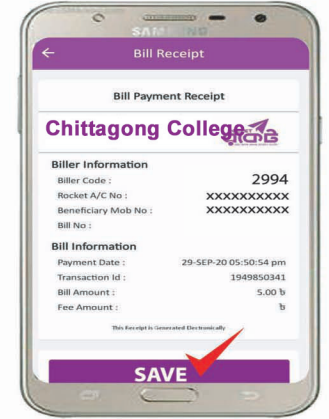 SAMSUNG
Bill Receipt
Bill Payment Receipt
Chittagong College
Biller Information
Biller Code : 2994
Rocket A/C No : XXXXXXXXXX
Beneficiary Mob No : XXXXXXXXXX
Bill No :
Bill Information
Payment Date : 29-SEP-20 05:50:54 pm
Transaction Id : 1949850341
Bill Amount : 5.00 ৳
Fee Amount : ৳
This Receipt is Generated Electronically
SAVE